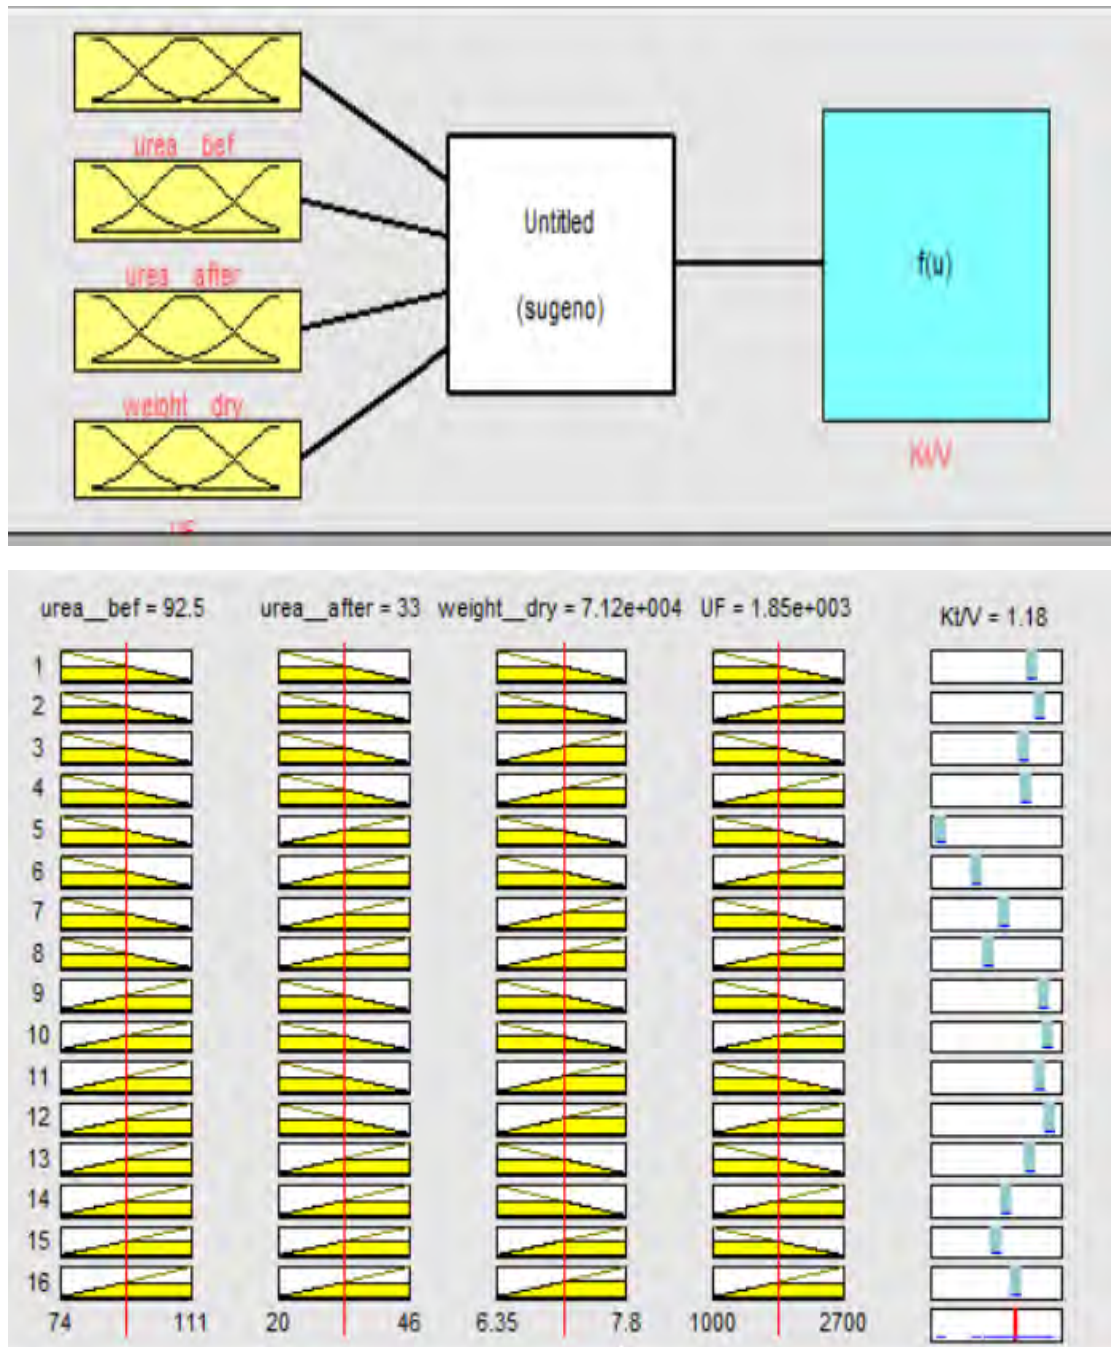 urea__bef
urea__after
weight__dry
UF
Untitled
(sugeno)
f(u)
Kt/V
urea__bef = 92.5 urea__after = 33 weight__dry = 7.12e+004 UF = 1.85e+003 Kt/V = 1.18
1
2
3
4
5
6
7
8
9
10
11
12
13
14
15
16
74 111 20 46 6.35 7.8 1000 2700